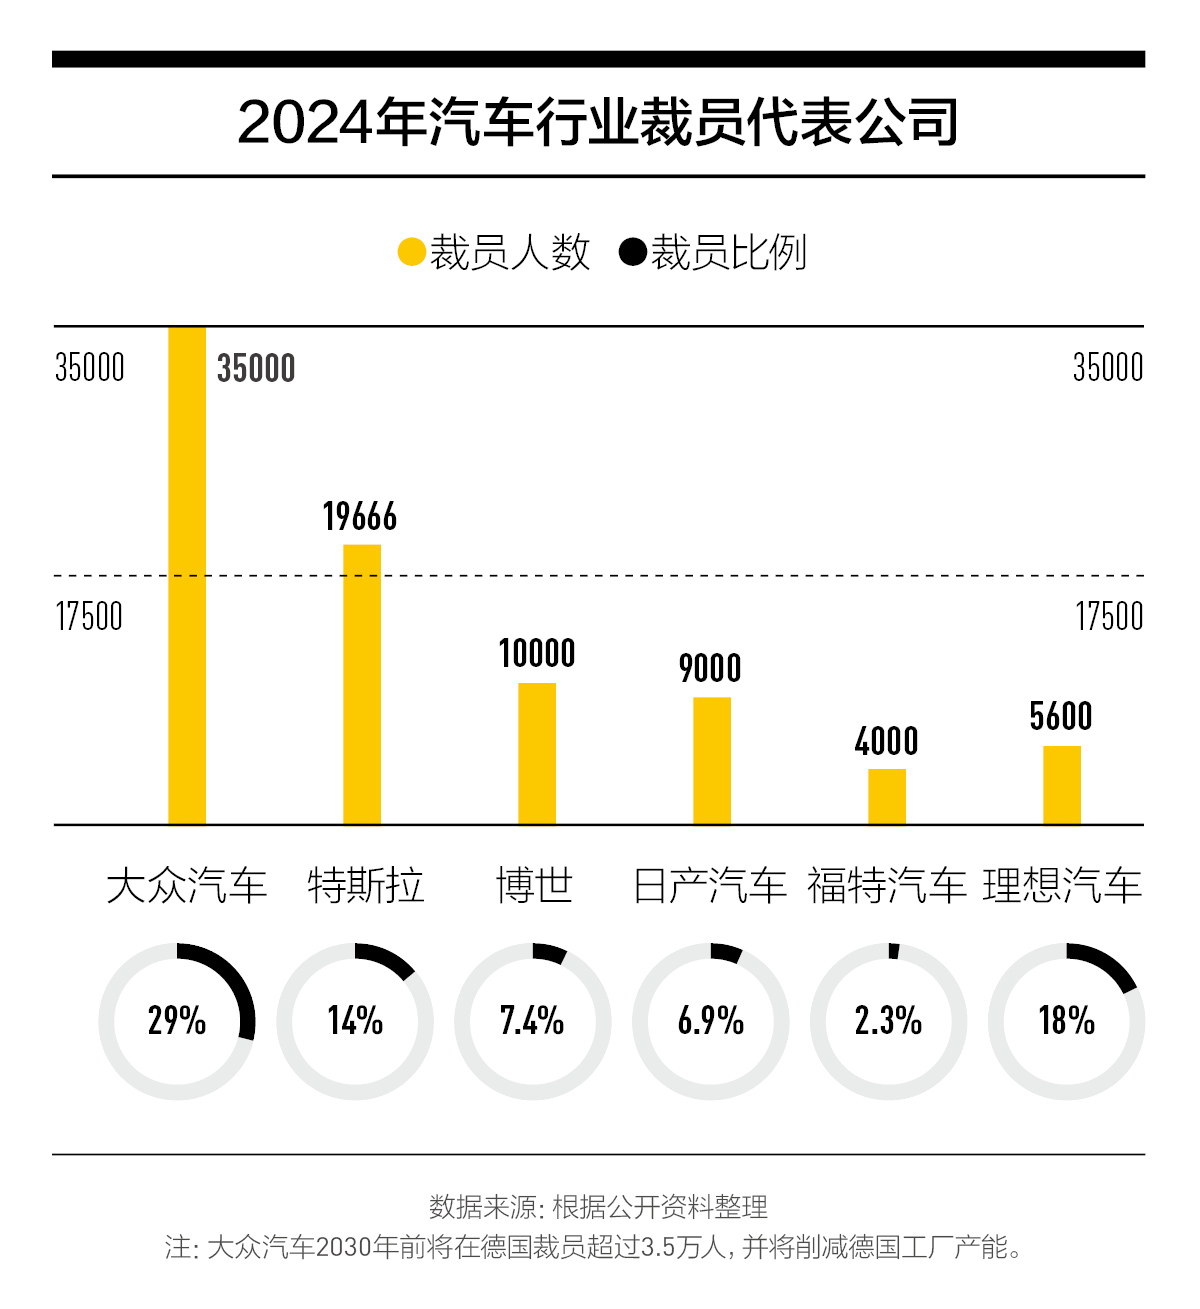 2024年汽车行业裁员代表公司
裁员人数 裁员比例
35000 35000 35000
19666
17500 17500
10000
9000
5600
4000
大众汽车 特斯拉 博世 日产汽车 福特汽车 理想汽车
29% 14% 7.4% 6.9% 2.3% 18%
数据来源：根据公开资料整理
注：大众汽车2030年前将在德国裁员超过3.5万人，并将削减德国工厂产能。